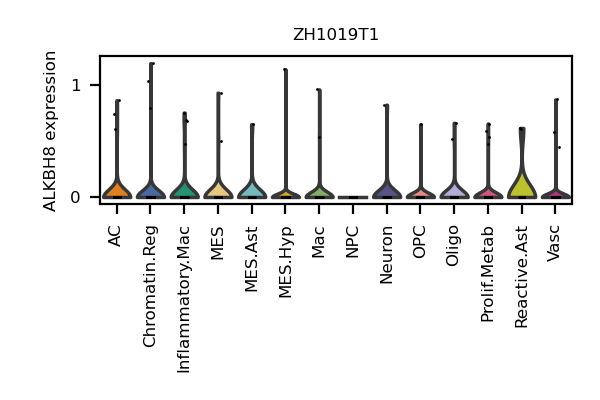 ZH1019T1
ALKBH8 expression
1
0
AC
Chromatin.Reg
Inflammatory.Mac
MES
MES.Ast
MES.Hyp
Mac
NPC
Neuron
OPC
Oligo
Prolif.Metab
Reactive.Ast
Vasc